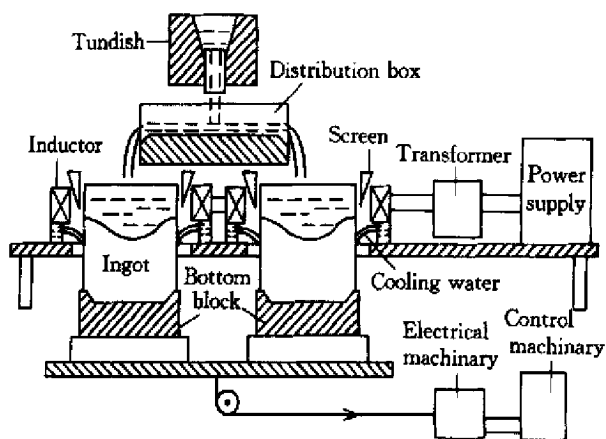 Tundish
Distribution box
Inductor
Screen
Transformer
Power
supply
Ingot
Cooling water
Bottom
block
Electrical
machinary
Control
machinary